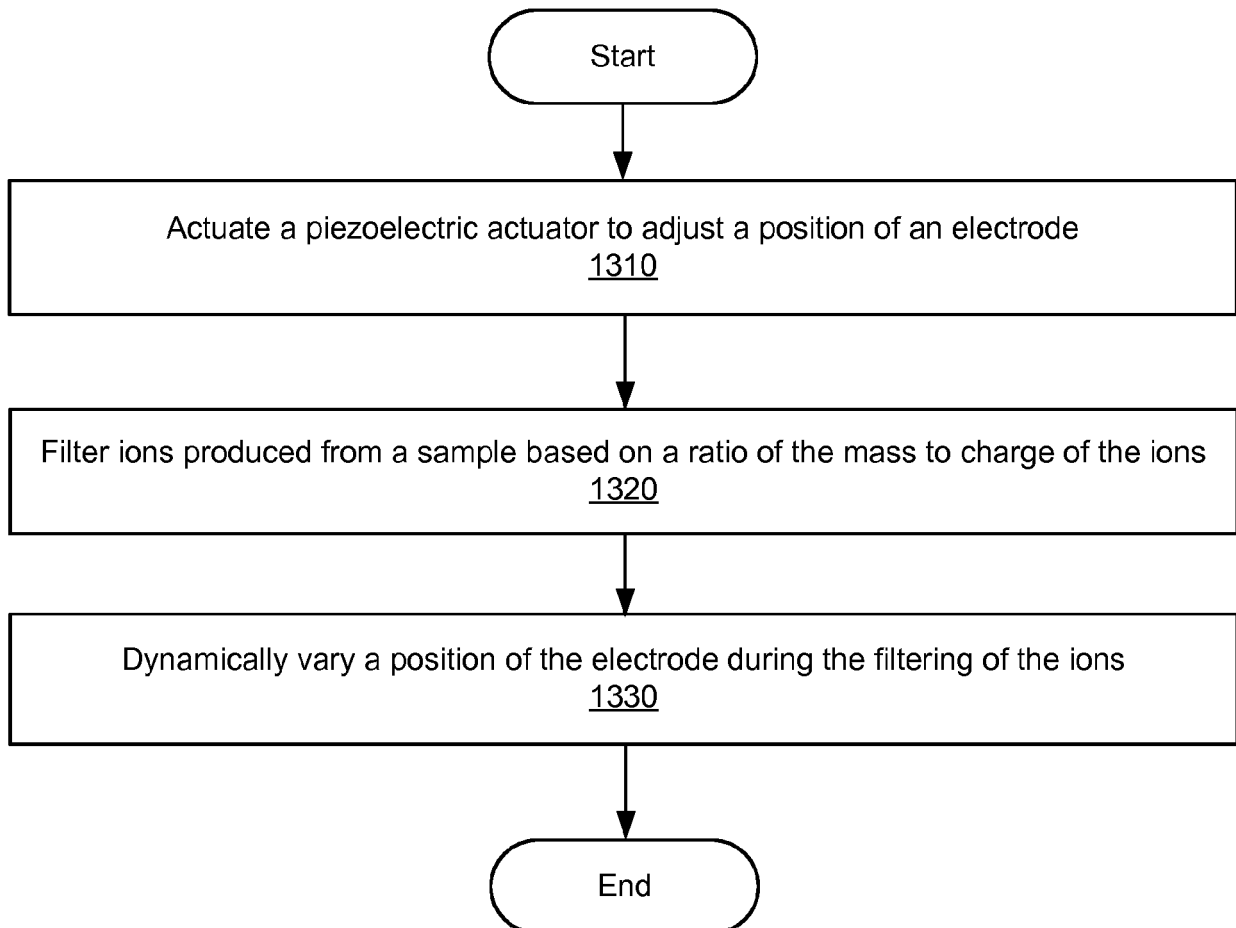 Start
Actuate a piezoelectric actuator to adjust a position of an electrode
1310
Filter ions produced from a sample based on a ratio of the mass to charge of the ions
1320
Dynamically vary a position of the electrode during the filtering of the ions
1330
End